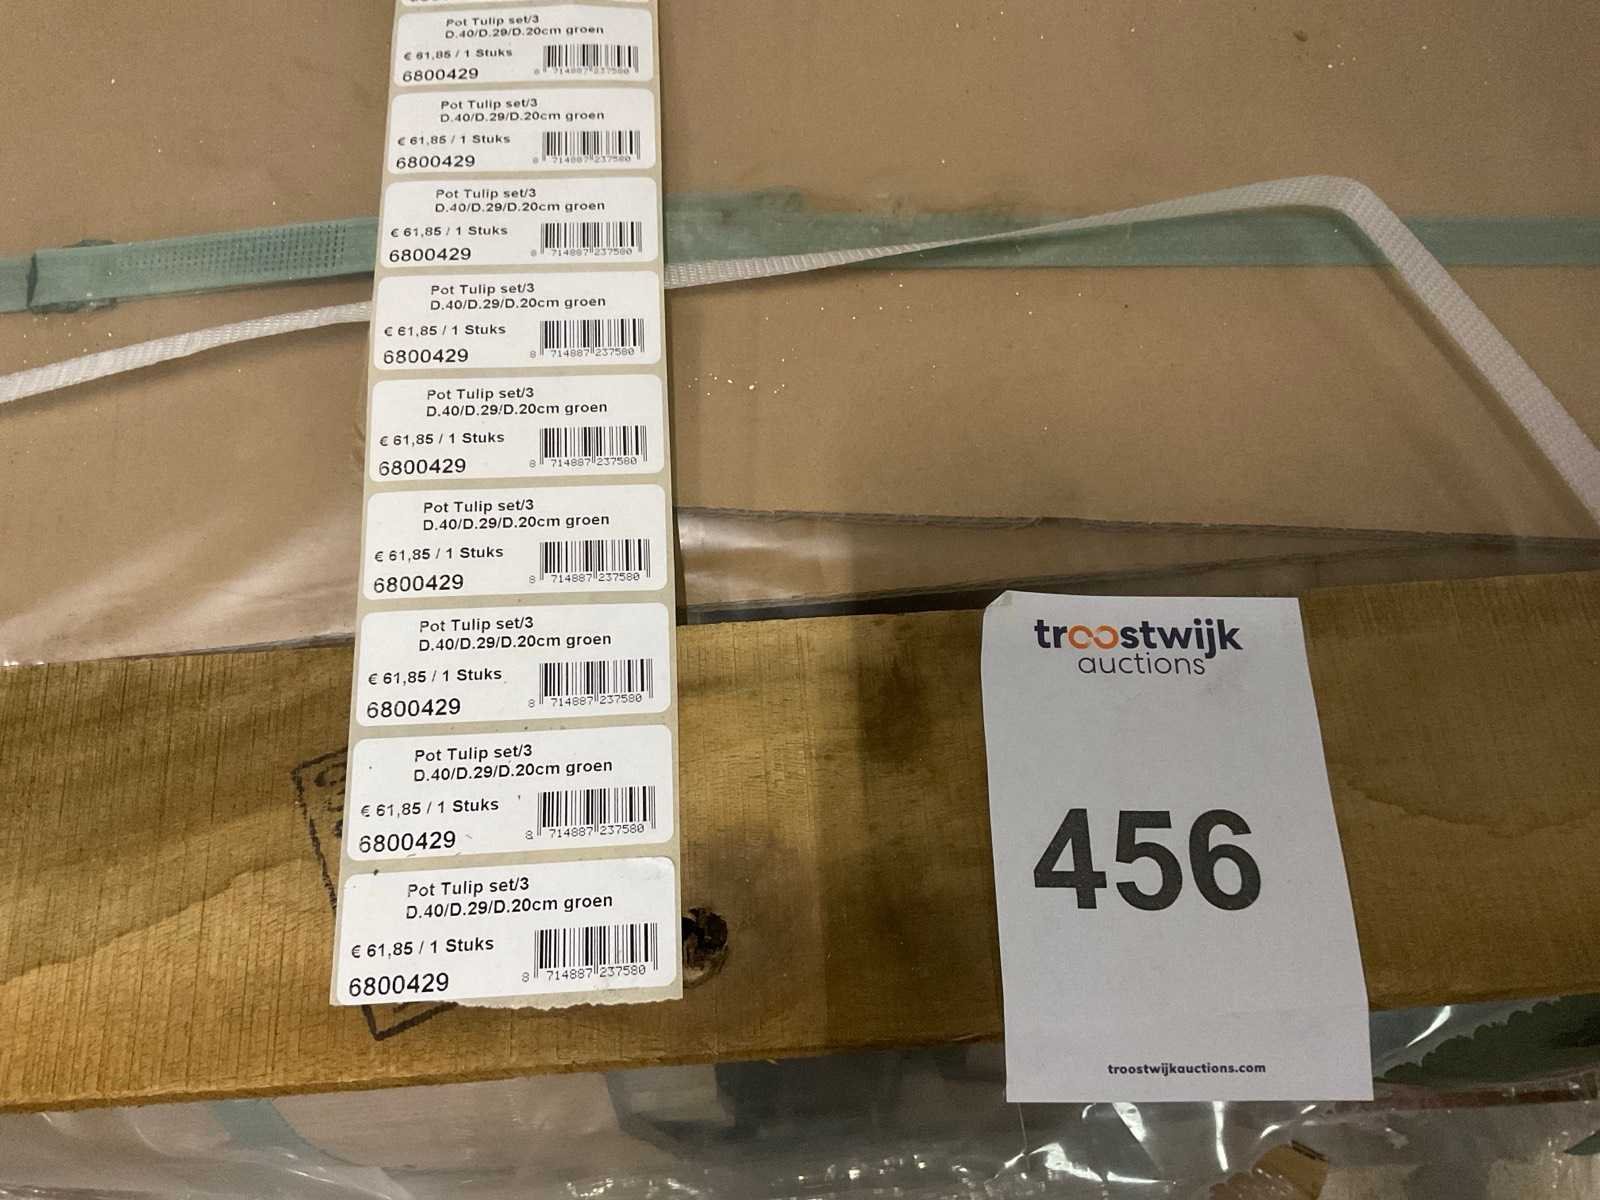 Pot Tulip set/3
D.40/D.29/D.20cm groen
€ 61,85 / 1 Stuks
6800429
8 714887 237580
Pot Tulip set/3
D.40/D.29/D.20cm groen
€ 61,85 / 1 Stuks
6800429
8 714887 237580
Pot Tulip set/3
D.40/D.29/D.20cm groen
€ 61,85 / 1 Stuks
6800429
8 714887 237580
Pot Tulip set/3
D.40/D.29/D.20cm groen
€ 61,85 / 1 Stuks
6800429
8 714887 237580
Pot Tulip set/3
D.40/D.29/D.20cm groen
€ 61,85 / 1 Stuks
6800429
8 714887 237580
Pot Tulip set/3
D.40/D.29/D.20cm groen
€ 61,85 / 1 Stuks
6800429
8 714887 237580
Pot Tulip set/3
D.40/D.29/D.20cm groen
€ 61,85 / 1 Stuks
6800429
8 714887 237580
Pot Tulip set/3
D.40/D.29/D.20cm groen
€ 61,85 / 1 Stuks
6800429
8 714887 237580
Pot Tulip set/3
D.40/D.29/D.20cm groen
€ 61,85 / 1 Stuks
6800429
8 714887 237580
troostwijk
auctions
456
troostwijkauctions.com